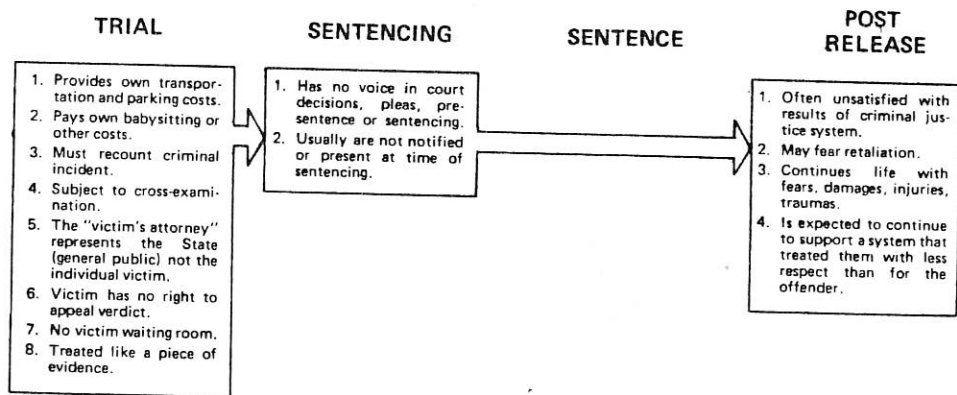 TRIAL
SENTENCING
SENTENCE
POST
RELEASE
1. Provides own transpor-
tation and parking costs.
2. Pays own babysitting or
other costs.
3. Must recount criminal
incident.
4. Subject to cross-exami-
nation.
5. The "victim's attorney"
represents the State
(general public) not the
individual victim.
6. Victim has no right to
appeal verdict.
7. No victim waiting room.
8. Treated like a piece of
evidence.
1. Has no voice in court
decisions, pleas, pre-
sentence or sentencing.
2. Usually are not notified
or present at time of
sentencing.
1. Often unsatisfied with
results of criminal jus-
tice system.
2. May fear retaliation.
3. Continues life with
fears, damages, injuries,
traumas.
4. Is expected to continue
to support a system that
treated them with less
respect than for the
offender.